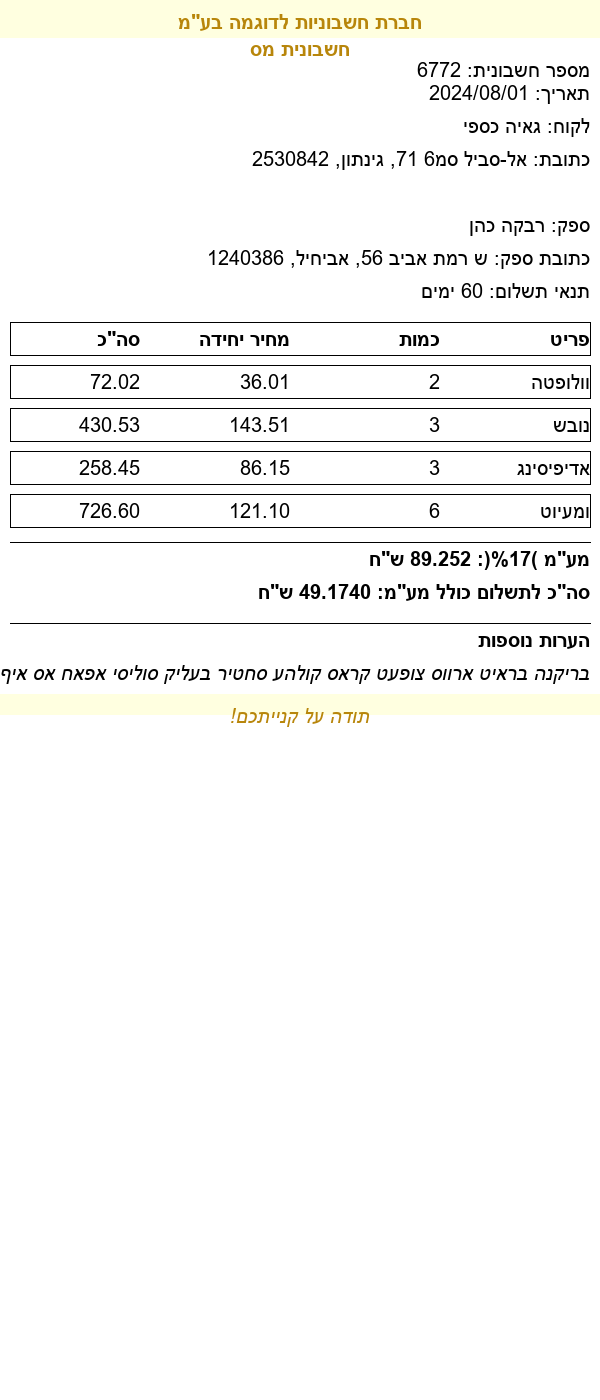 חברת חשבוניות לדוגמה בע"מ
חשבונית מס
מספר חשבונית: 6772
תאריך: 2024/08/01
לקוח: גאיה כספי
כתובת: אל-סביל סמ6 71, גינתון, 2530842
ספק: רבקה כהן
כתובת ספק: ש רמת אביב 56, אביחיל, 1240386
תנאי תשלום: 60 ימים
פריט כמות מחיר יחידה סה"כ
וולופטה 2 36.01 72.02
נובש 3 143.51 430.53
אדיפיסינג 3 86.15 258.45
ומעיוט 6 121.10 726.60
מע"מ )17%(: 89.252 ש"ח
סה"כ לתשלום כולל מע"מ: 49.1740 ש"ח
הערות נוספות
בריקנה בראיט ארווס צופעט קראס קולהע סחטיר בעליק סוליסי אפאח אס איף
תודה על קנייתכם!